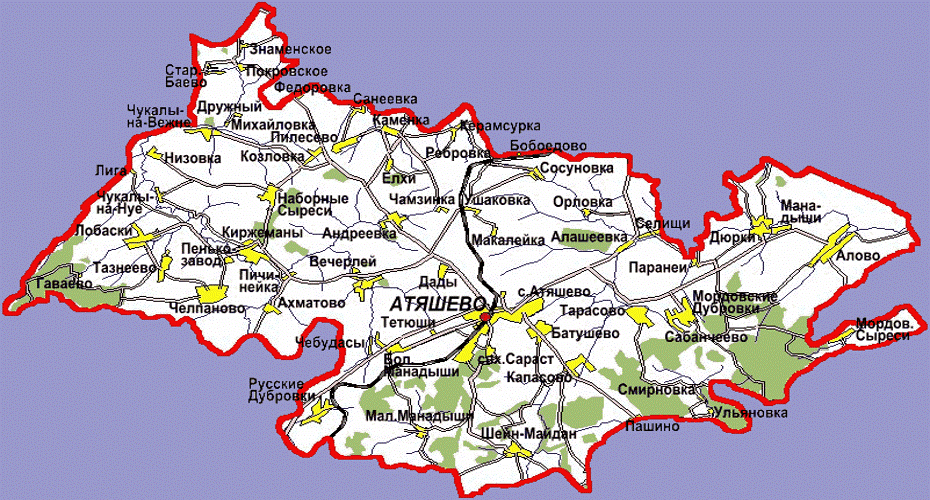 Знаменское
Стар.
Баево
Покровское
Федоровка
Санеевка
Чукалы-
на-Вежне
Дружный
Михайловка
Каменка
Керамсурка
Пилесево
Бобоедово
Низовка
Козловка
Ребровка
Лига
Елхи
Сосуновка
Чукалы-
на-Нуе
Наборные
Сыреси
Чамзинка
Ушаковка
Орловка
Мана-
дыши
Лобаски
Киржеманы
Андреевка
Макалейка
Алашеевка
Селищи
Дюрки
Пенько-
завод
Тазнеево
Вечерлей
Паранеи
Алово
Гаваево
Пичи-
нейка
Дады
Челпаново
Ахматово
АТЯШЕВО
с.Атяшево
Мордовские
Дубровки
Тарасово
Тетюши
Батушево
Сабанчеево
Мордов.
Сыреси
Чебудасы
Бол.
Манадыши
свх.Сараст
Капасово
Русские
Дубровки
Смирновка
Мал.Манадыши
Ульяновка
Пашино
Шейн-Майдан